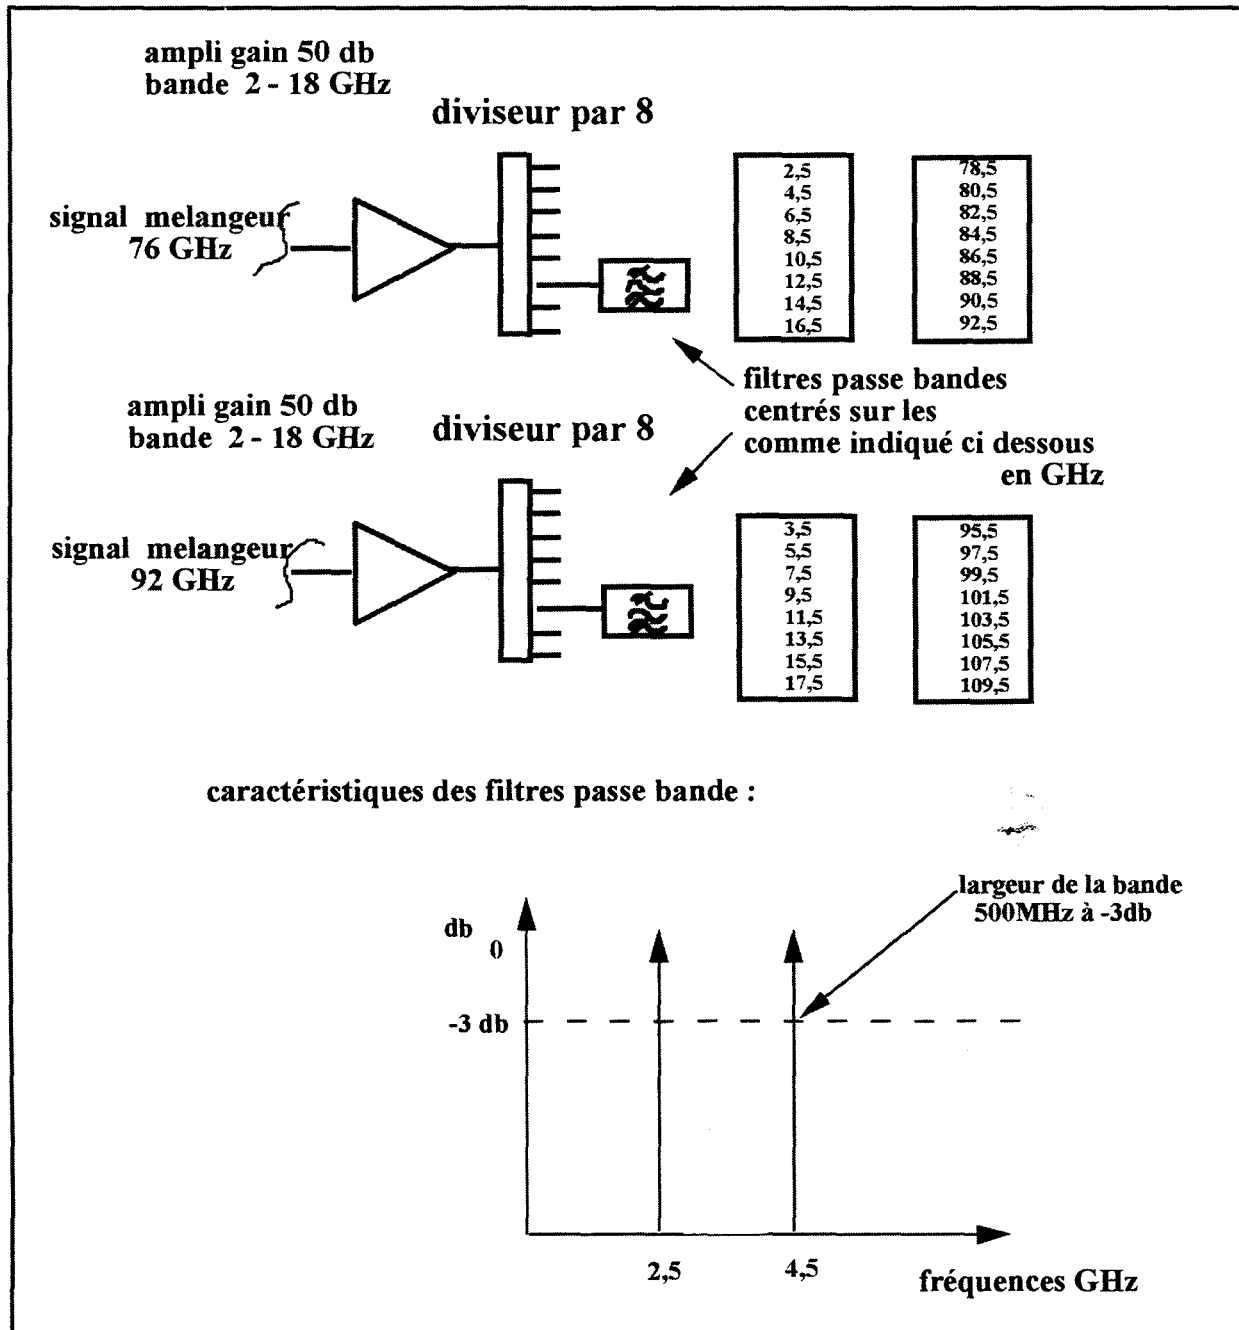 ampli gain 50 db
bande 2 - 18 GHz
diviseur par 8
signal melangeur
76 GHz
2,5
4,5
6,5
8,5
10,5
12,5
14,5
16,5
78,5
80,5
82,5
84,5
86,5
88,5
90,5
92,5
filtres passe bandes
centrés sur les
comme indiqué ci dessous
en GHz
ampli gain 50 db
bande 2 - 18 GHz
diviseur par 8
signal melangeur
92 GHz
3,5
5,5
7,5
9,5
11,5
13,5
15,5
17,5
95,5
97,5
99,5
101,5
103,5
105,5
107,5
109,5
caractéristiques des filtres passe bande :
largeur de la bande
500MHz à -3db
db
0
-3 db
2,5
4,5
fréquences GHz